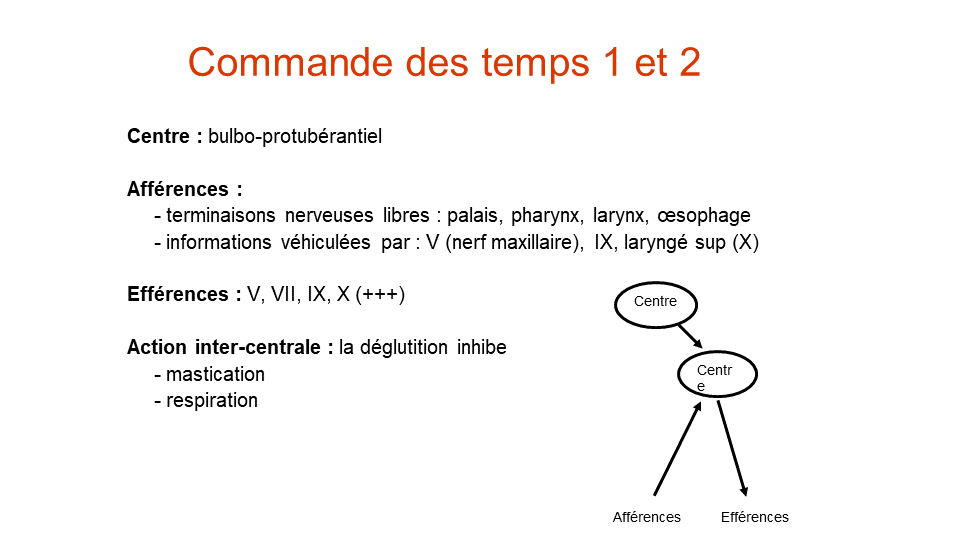 Commande des temps 1 et 2
Centre : bulbo-protubérantiel
Afférences :
- terminaisons nerveuses libres : palais, pharynx, larynx, œsophage
- informations véhiculées par : V (nerf maxillaire), IX, laryngé sup (X)
Efférences : V, VII, IX, X (+++)
Action inter-centrale : la déglutition inhibe
- mastication
- respiration
Centre
Centr
e
Afférences
Efférences